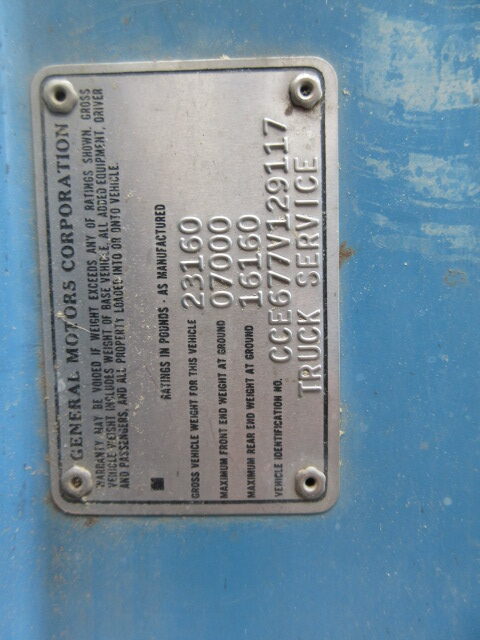 GENERAL MOTORS CORPORATION
WARRANTY MAY BE VOIDED IF WEIGHT EXCEEDS ANY OF RATINGS SHOWN. GROSS
VEHICLE WEIGHT INCLUDES WEIGHT OF BASE VEHICLE, ALL ADDED EQUIPMENT, DRIVER
AND PASSENGERS, AND ALL PROPERTY LOADED INTO OR ONTO VEHICLE.
RATINGS IN POUNDS - AS MANUFACTURED
GROSS VEHICLE WEIGHT FOR THIS VEHICLE 23160
MAXIMUM FRONT END WEIGHT AT GROUND 07000
MAXIMUM REAR END WEIGHT AT GROUND 16160
VEHICLE IDENTIFICATION NO. CCE677V129117
TRUCK SERVICE